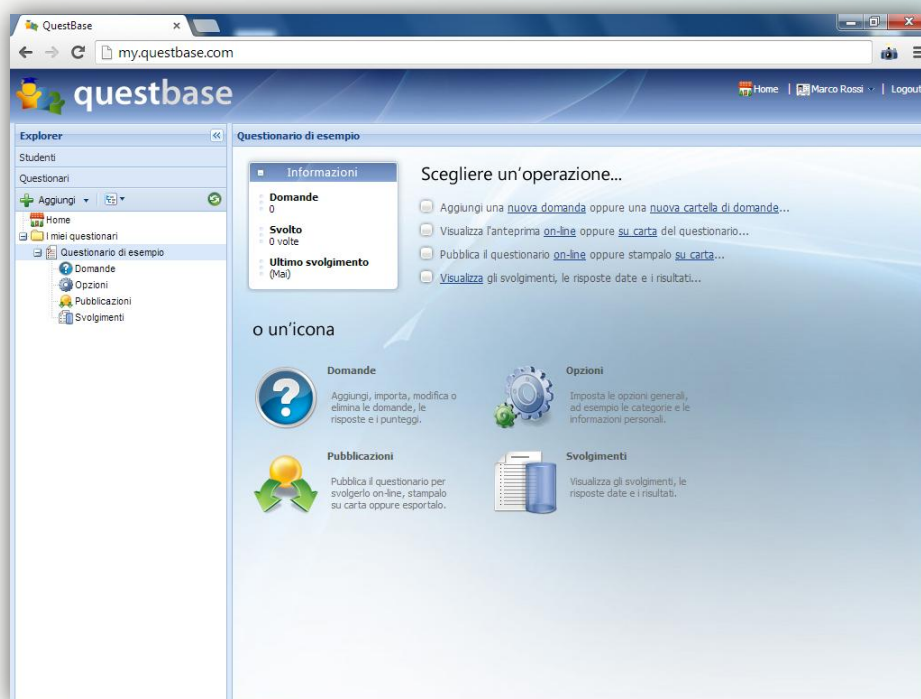 QuestBase
my.questbase.com
questbase
Home | Marco Rossi | Logout
Explorer
Questionario di esempio
Studenti
Questionari
Aggiungi
Home
I miei questionari
Questionario di esempio
Domande
Opzioni
Pubblicazioni
Svolgimenti
Informazioni
Domande
0
Svolto
0 volte
Ultimo svolgimento
(Mai)
Scegliere un'operazione...
Aggiungi una nuova domanda oppure una nuova cartella di domande...
Visualizza l'anteprima on-line oppure su carta del questionario...
Pubblica il questionario on-line oppure stampalo su carta...
Visualizza gli svolgimenti, le risposte date e i risultati...
o un'icona
Domande
Aggiungi, importa, modifica o
elimina le domande, le
risposte e i punteggi.
Opzioni
Imposta le opzioni generali,
ad esempio le categorie e le
informazioni personali.
Pubblicazioni
Pubblica il questionario per
svolgerlo on-line, stampalo
su carta oppure esportalo.
Svolgimenti
Visualizza gli svolgimenti, le
risposte date e i risultati.